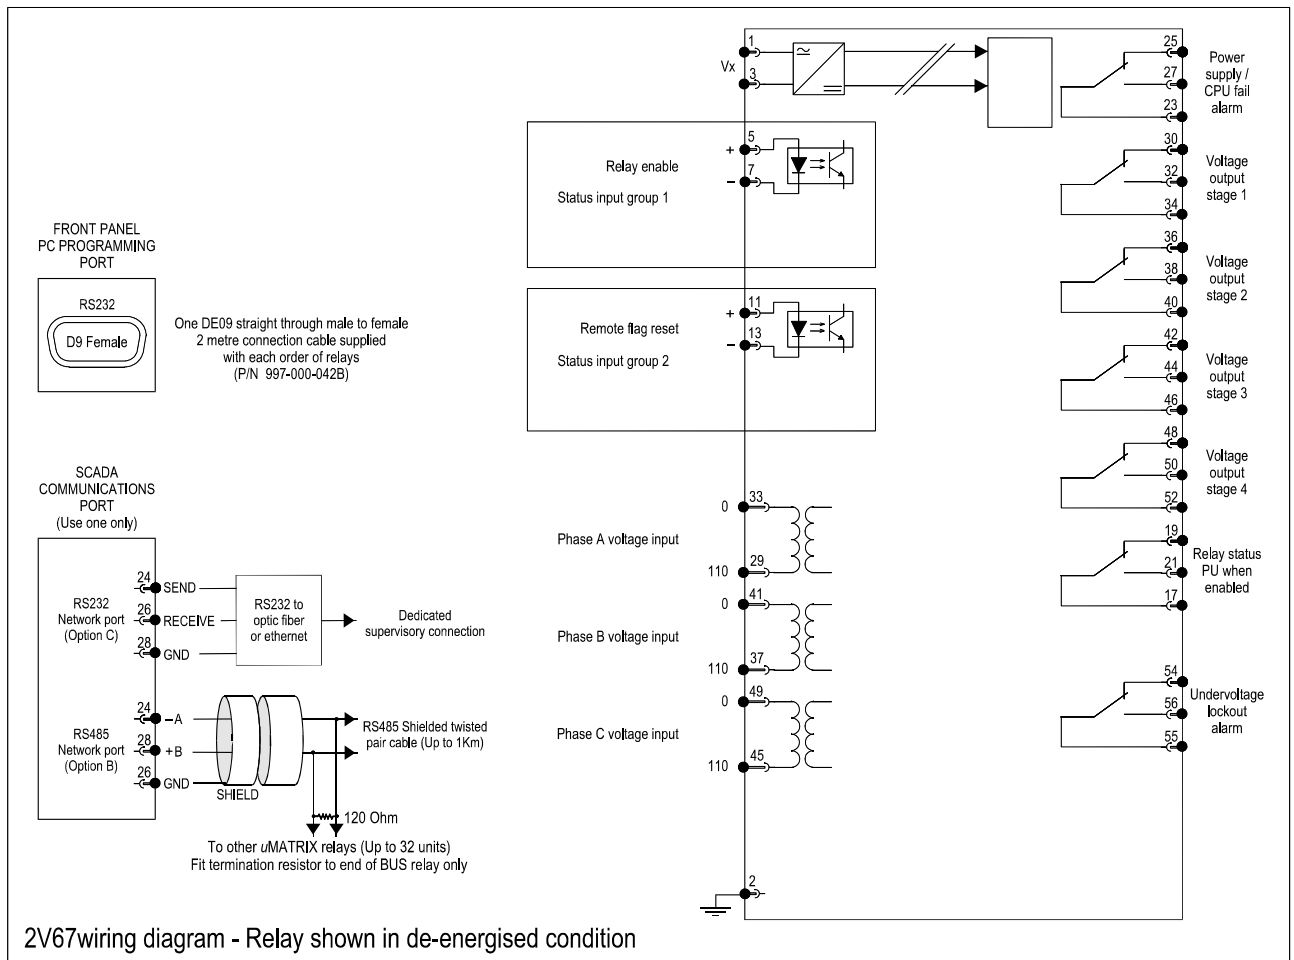 FRONT PANEL
PC PROGRAMMING
PORT
RS232
D9 Female
One DE09 straight through male to female
2 metre connection cable supplied
with each order of relays
(P/N 997-000-042B)
SCADA
COMMUNICATIONS
PORT
(Use one only)
RS232
Network port
(Option C)
24
SEND
26
RECEIVE
28
GND
RS232 to
optic fiber
or ethernet
Dedicated
supervisory connection
RS485
Network port
(Option B)
24
–A
28
+B
26
GND
SHIELD
RS485 Shielded twisted
pair cable (Up to 1Km)
120 Ohm
To other uMATRIX relays (Up to 32 units)
Fit termination resistor to end of BUS relay only
Vx
1
3
+
5
–
7
Relay enable
Status input group 1
+
11
–
13
Remote flag reset
Status input group 2
Phase A voltage input
0
33
110
29
Phase B voltage input
0
41
110
37
Phase C voltage input
0
49
110
45
2
25
27
23
Power
supply /
CPU fail
alarm
30
32
34
Voltage
output
stage 1
36
38
40
Voltage
output
stage 2
42
44
46
Voltage
output
stage 3
48
50
52
Voltage
output
stage 4
19
21
17
Relay status
PU when
enabled
54
56
55
Undervoltage
lockout
alarm
2V67wiring diagram - Relay shown in de-energised condition